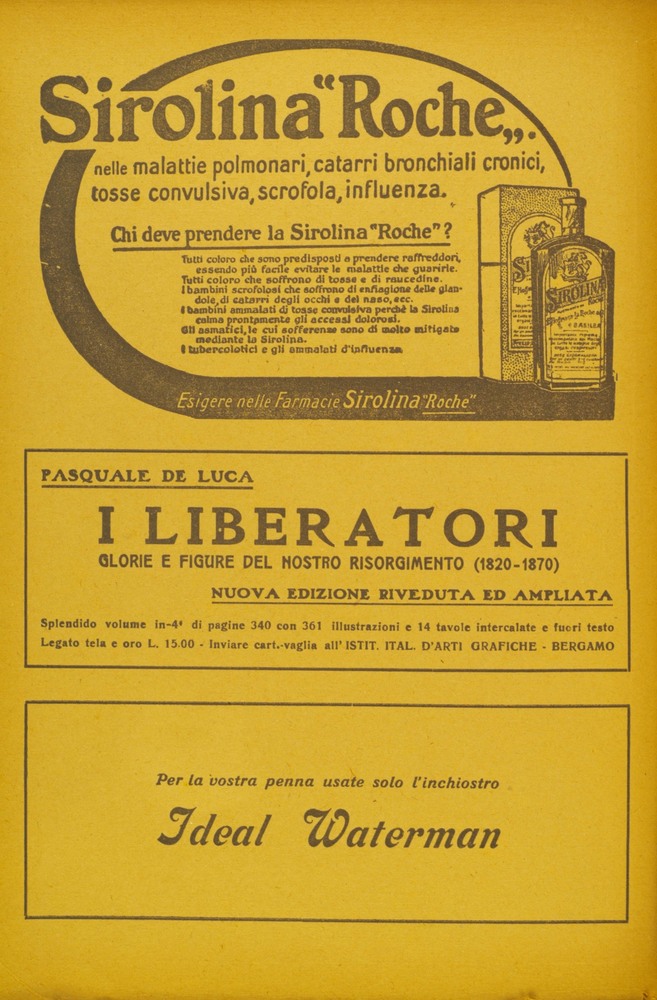 Sirolina “Roche„.
nelle malattie polmonari, catarri bronchiali cronici,
tosse convulsiva, scrofola, influenza.
Chi deve prendere la Sirolina "Roche"?
Tutti coloro che sono predisposti a prendere raffreddori,
essendo più facile evitare le malattie che guarirle.
Tutti coloro che soffrono di tosse e di raucedine.
I bambini scrofolosi che soffrono di enfiagione delle glan-
dole, di catarri degli occhi e del naso, ecc.
I bambini ammalati di tosse convulsiva perchè la Sirolina
calma prontamente gli accessi dolorosi.
Gli asmatici, le cui sofferenze sono di molto mitigate
mediante la Sirolina.
I tubercolotici e gli ammalati d'influenza
SIROLINA
Esigere nelle Farmacie Sirolina "Roche"
PASQUALE DE LUCA
I LIBERATORI
GLORIE E FIGURE DEL NOSTRO RISORGIMENTO (1820-1870)
NUOVA EDIZIONE RIVEDUTA ED AMPLIATA
Splendido volume in-4º di pagine 340 con 361 illustrazioni e 14 tavole intercalate e fuori testo
Legato tela e oro L. 15.00 - Inviare cart.-vaglia all' ISTIT. ITAL. D'ARTI GRAFICHE - BERGAMO
Per la vostra penna usate solo l'inchiostro
Ideal Waterman